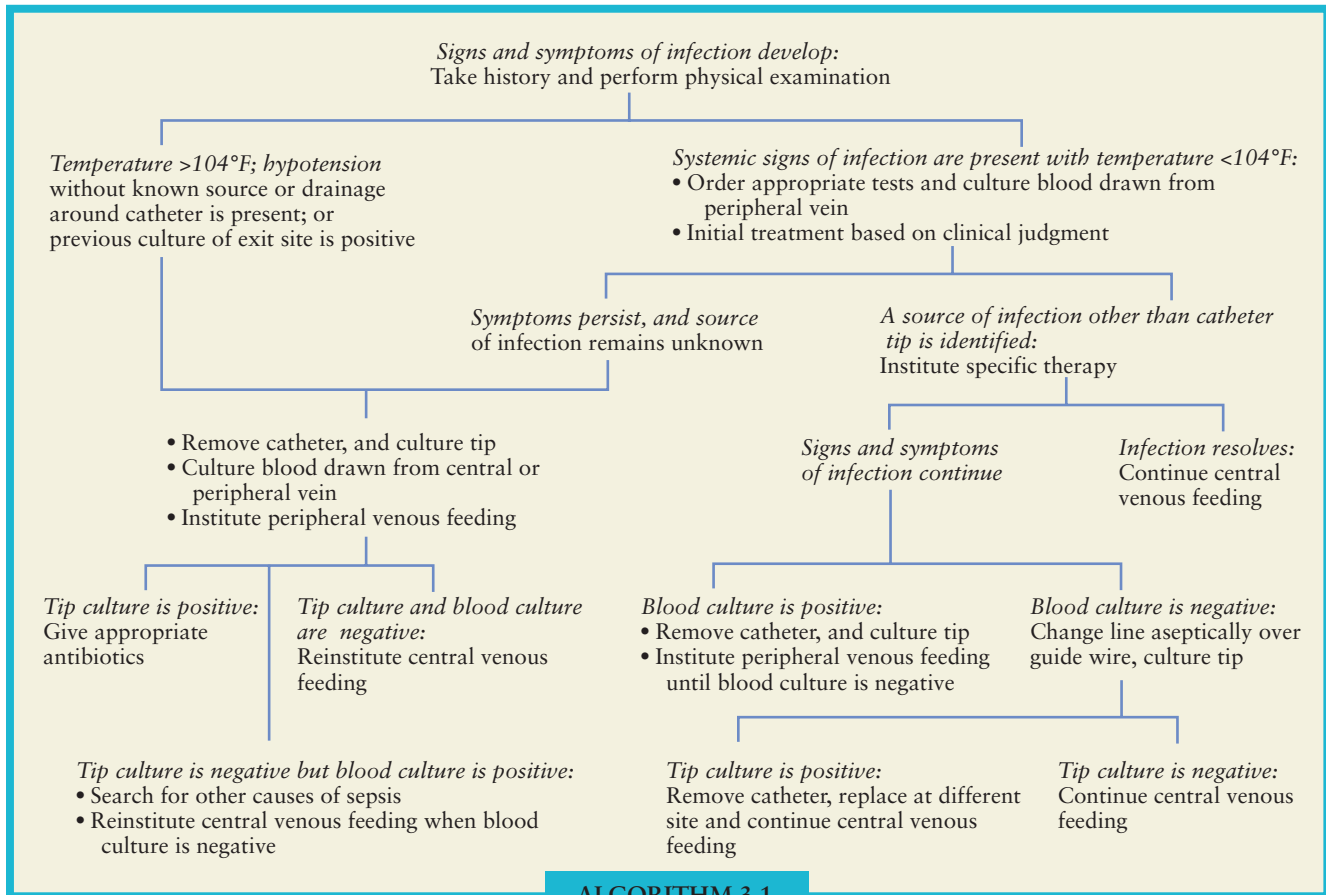 Signs and symptoms of infection develop:
Take history and perform physical examination
Temperature >104°F; hypotension
without known source or drainage
around catheter is present; or
previous culture of exit site is positive
Systemic signs of infection are present with temperature <104°F:
• Order appropriate tests and culture blood drawn from
peripheral vein
• Initial treatment based on clinical judgment
Symptoms persist, and source
of infection remains unknown
A source of infection other than catheter
tip is identified:
Institute specific therapy
• Remove catheter, and culture tip
• Culture blood drawn from central or
peripheral vein
• Institute peripheral venous feeding
Signs and symptoms
of infection continue
Infection resolves:
Continue central
venous feeding
Tip culture is positive:
Give appropriate
antibiotics
Tip culture and blood culture
are negative:
Reinstitute central venous
feeding
Blood culture is positive:
• Remove catheter, and culture tip
• Institute peripheral venous feeding
until blood culture is negative
Blood culture is negative:
Change line aseptically over
guide wire, culture tip
Tip culture is negative but blood culture is positive:
• Search for other causes of sepsis
• Reinstitute central venous feeding when blood
culture is negative
Tip culture is positive:
Remove catheter, replace at different
site and continue central venous
feeding
Tip culture is negative:
Continue central venous
feeding
ALGORITHM 3-1